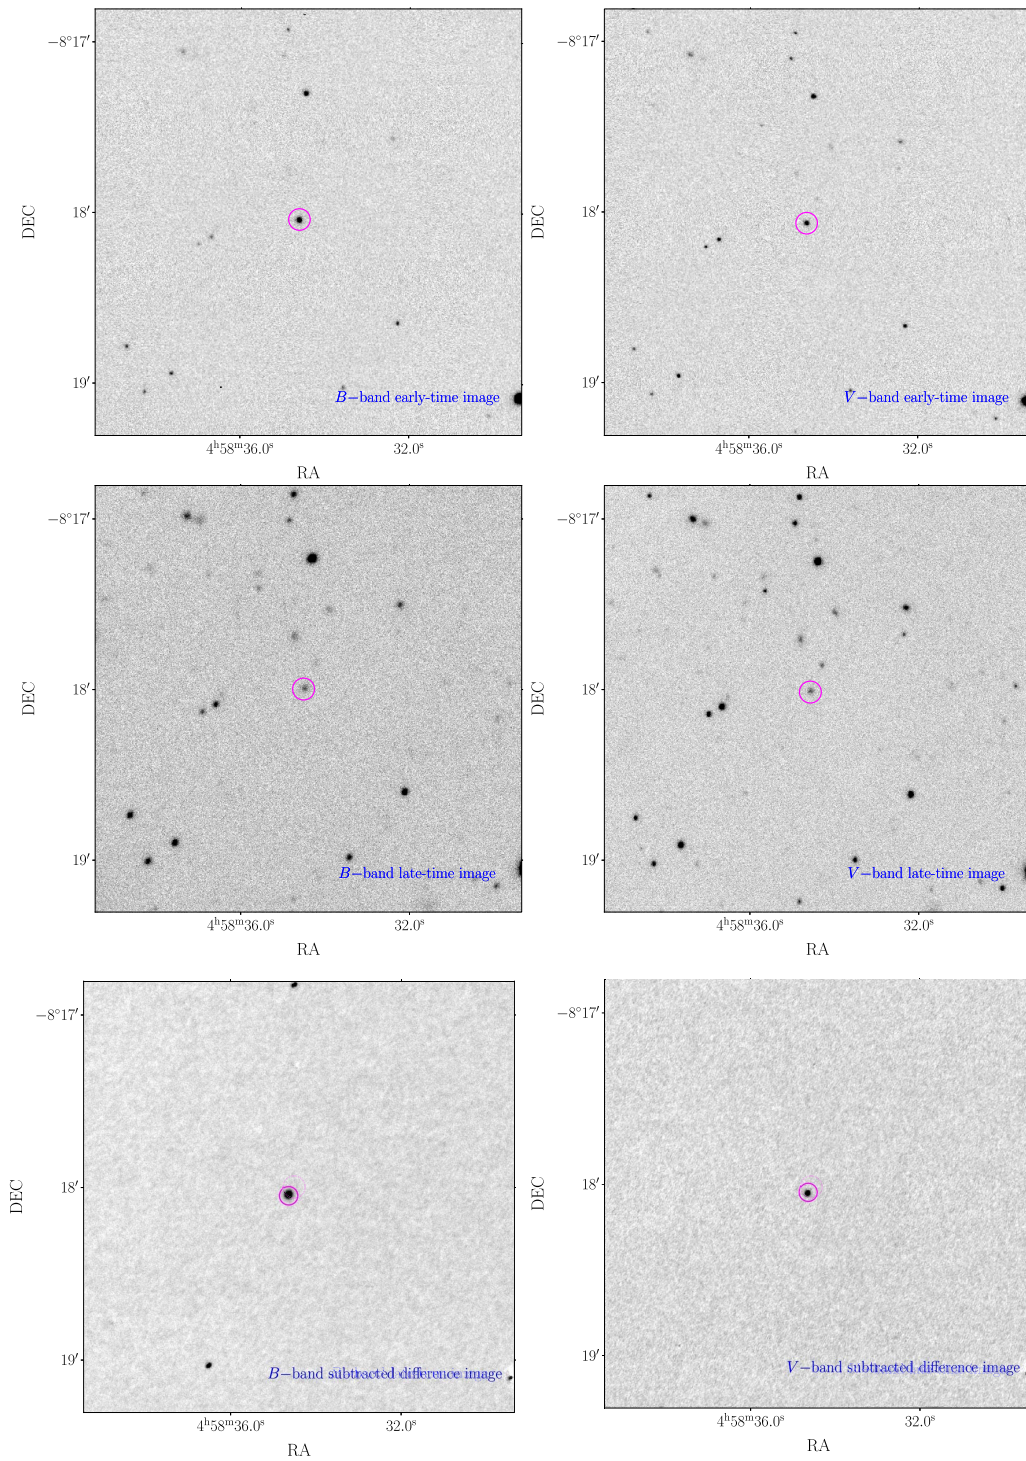 −8°17′
18′
19′
DEC
B−band early-time image
4ʰ58ᵐ36.0ˢ
32.0ˢ
RA
−8°17′
18′
19′
DEC
V−band early-time image
4ʰ58ᵐ36.0ˢ
32.0ˢ
RA
−8°17′
18′
19′
DEC
B−band late-time image
4ʰ58ᵐ36.0ˢ
32.0ˢ
RA
−8°17′
18′
19′
DEC
V−band late-time image
4ʰ58ᵐ36.0ˢ
32.0ˢ
RA
−8°17′
18′
19′
DEC
B−band subtracted difference image
4ʰ58ᵐ36.0ˢ
32.0ˢ
RA
−8°17′
18′
19′
DEC
V−band subtracted difference image
4ʰ58ᵐ36.0ˢ
32.0ˢ
RA